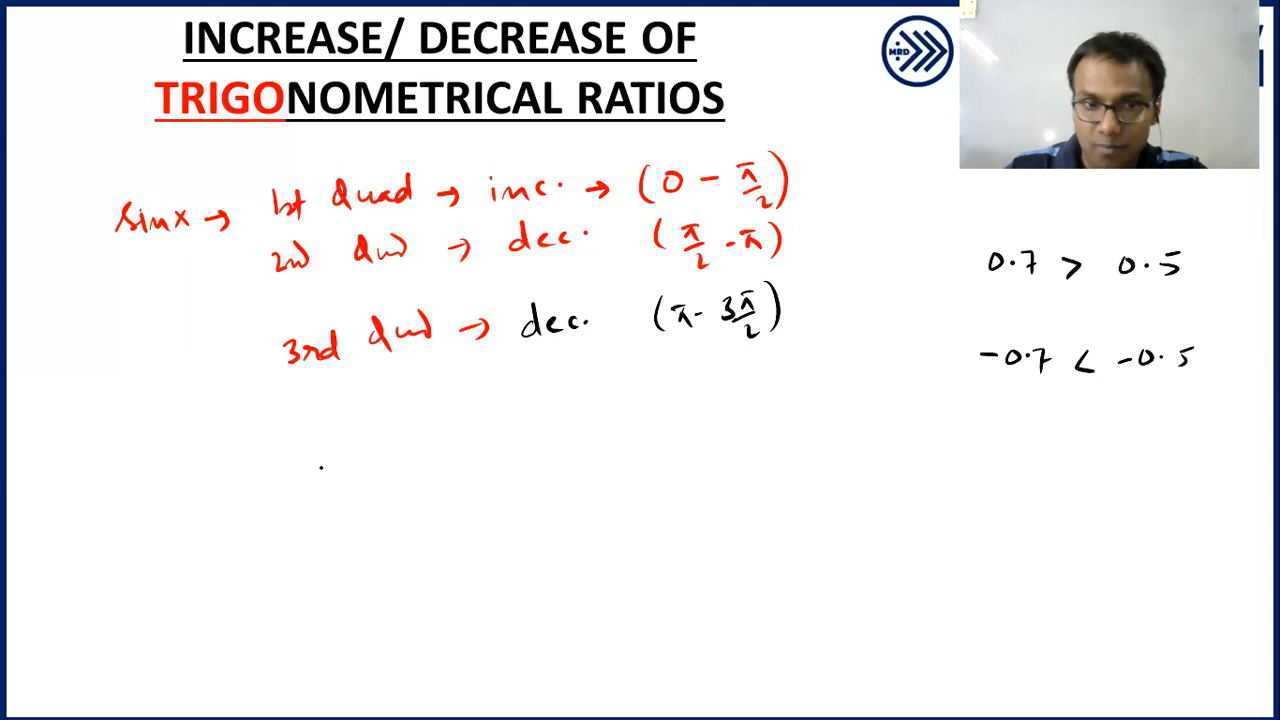 INCREASE/ DECREASE OF
TRIGONOMETRICAL RATIOS
MRD
sinx → 1st Quad → inc. → (0 - π/2)
2nd Quad → dec. (π/2 - π)
3rd Quad → dec. (π - 3π/2)
0.7 > 0.5
-0.7 < -0.5